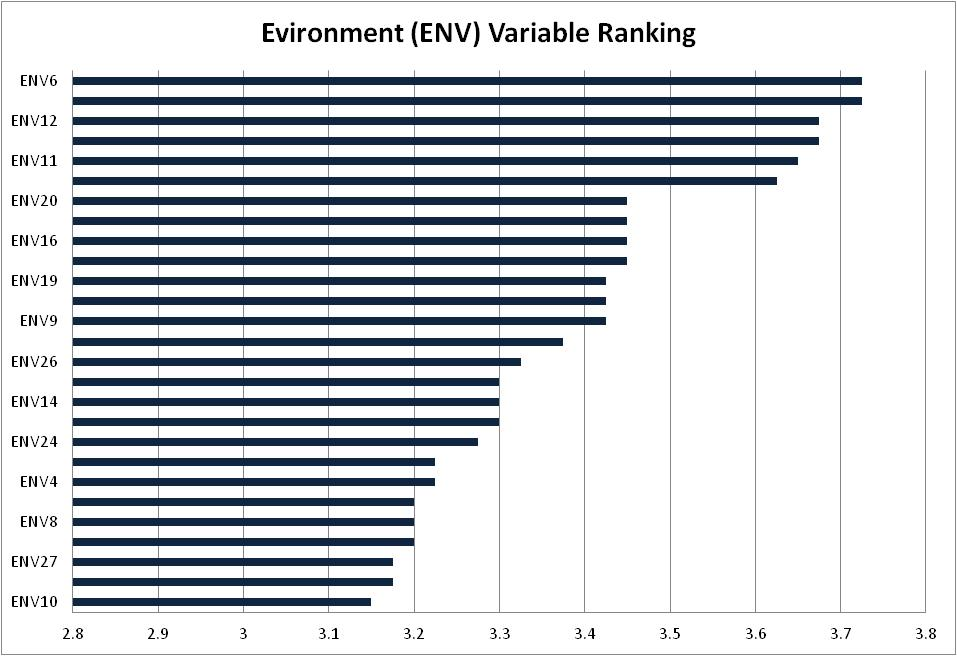 Evironment (ENV) Variable Ranking
ENV6
ENV12
ENV11
ENV20
ENV16
ENV19
ENV9
ENV26
ENV14
ENV24
ENV4
ENV8
ENV27
ENV10
2.8 2.9 3 3.1 3.2 3.3 3.4 3.5 3.6 3.7 3.8